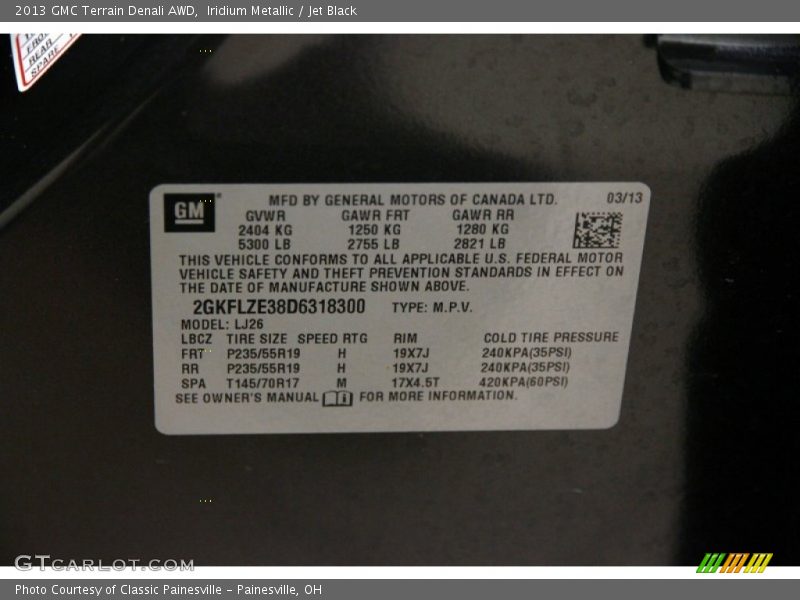 2013 GMC Terrain Denali AWD,  Iridium Metallic / Jet Black
FRONT
REAR
SPARE
GM
MFD BY GENERAL MOTORS OF CANADA LTD. 03/13
GVWR GAWR FRT GAWR RR
2404 KG 1250 KG 1280 KG
5300 LB 2755 LB 2821 LB
THIS VEHICLE CONFORMS TO ALL APPLICABLE U.S. FEDERAL MOTOR
VEHICLE SAFETY AND THEFT PREVENTION STANDARDS IN EFFECT ON
THE DATE OF MANUFACTURE SHOWN ABOVE.
2GKFLZE38D6318300 TYPE: M.P.V.
MODEL: LJ26
LBCZ TIRE SIZE SPEED RTG RIM COLD TIRE PRESSURE
FRT P235/55R19 H 19X7J 240KPA(35PSI)
RR P235/55R19 H 19X7J 240KPA(35PSI)
SPA T145/70R17 M 17X4.5T 420KPA(60PSI)
SEE OWNER'S MANUAL FOR MORE INFORMATION.
GTCARLOT.COM
Photo Courtesy of Classic Painesville – Painesville, OH